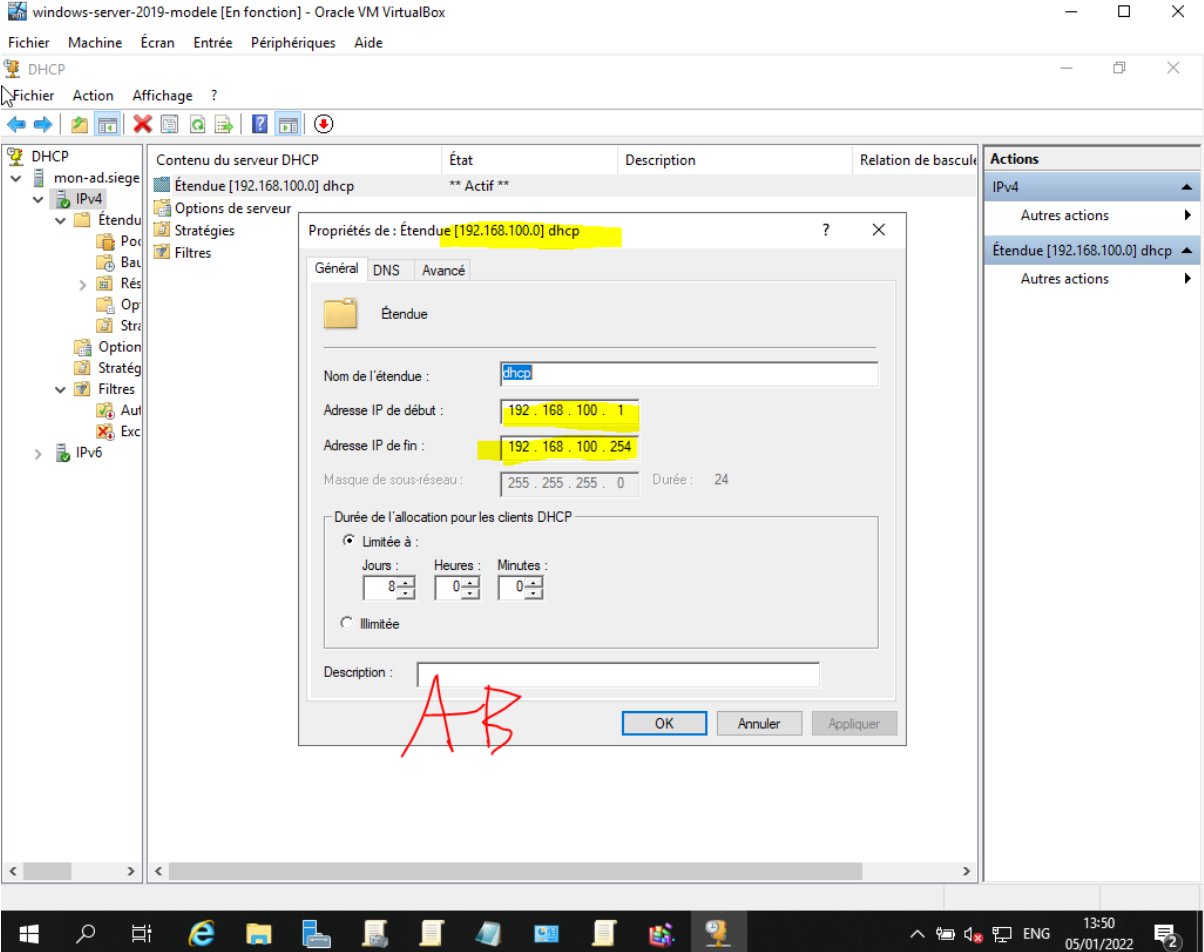 windows-server-2019-modele [En fonction] - Oracle VM VirtualBox
Fichier Machine Écran Entrée Périphériques Aide
DHCP
Fichier Action Affichage ?
DHCP
mon-ad.siege
IPv4
Étendu
Poo
Bau
Rés
Op
Stra
Option
Stratég
Filtres
Aut
Exc
IPv6
Contenu du serveur DHCP État Description Relation de bascule
Étendue [192.168.100.0] dhcp ** Actif **
Options de serveur
Stratégies
Filtres
Propriétés de : Étendue [192.168.100.0] dhcp ?
Général DNS Avancé
Étendue
Nom de l'étendue : dhcp
Adresse IP de début : 192 . 168 . 100 . 1
Adresse IP de fin : 192 . 168 . 100 . 254
Masque de sous-réseau : 255 . 255 . 255 . 0 Durée : 24
Durée de l'allocation pour les clients DHCP
Limitée à :
Jours : Heures : Minutes :
8 0 0
Illimitée
Description :
AB
OK Annuler Appliquer
Actions
IPv4
Autres actions
Étendue [192.168.100.0] dhcp
Autres actions
ENG
13:50
05/01/2022
2